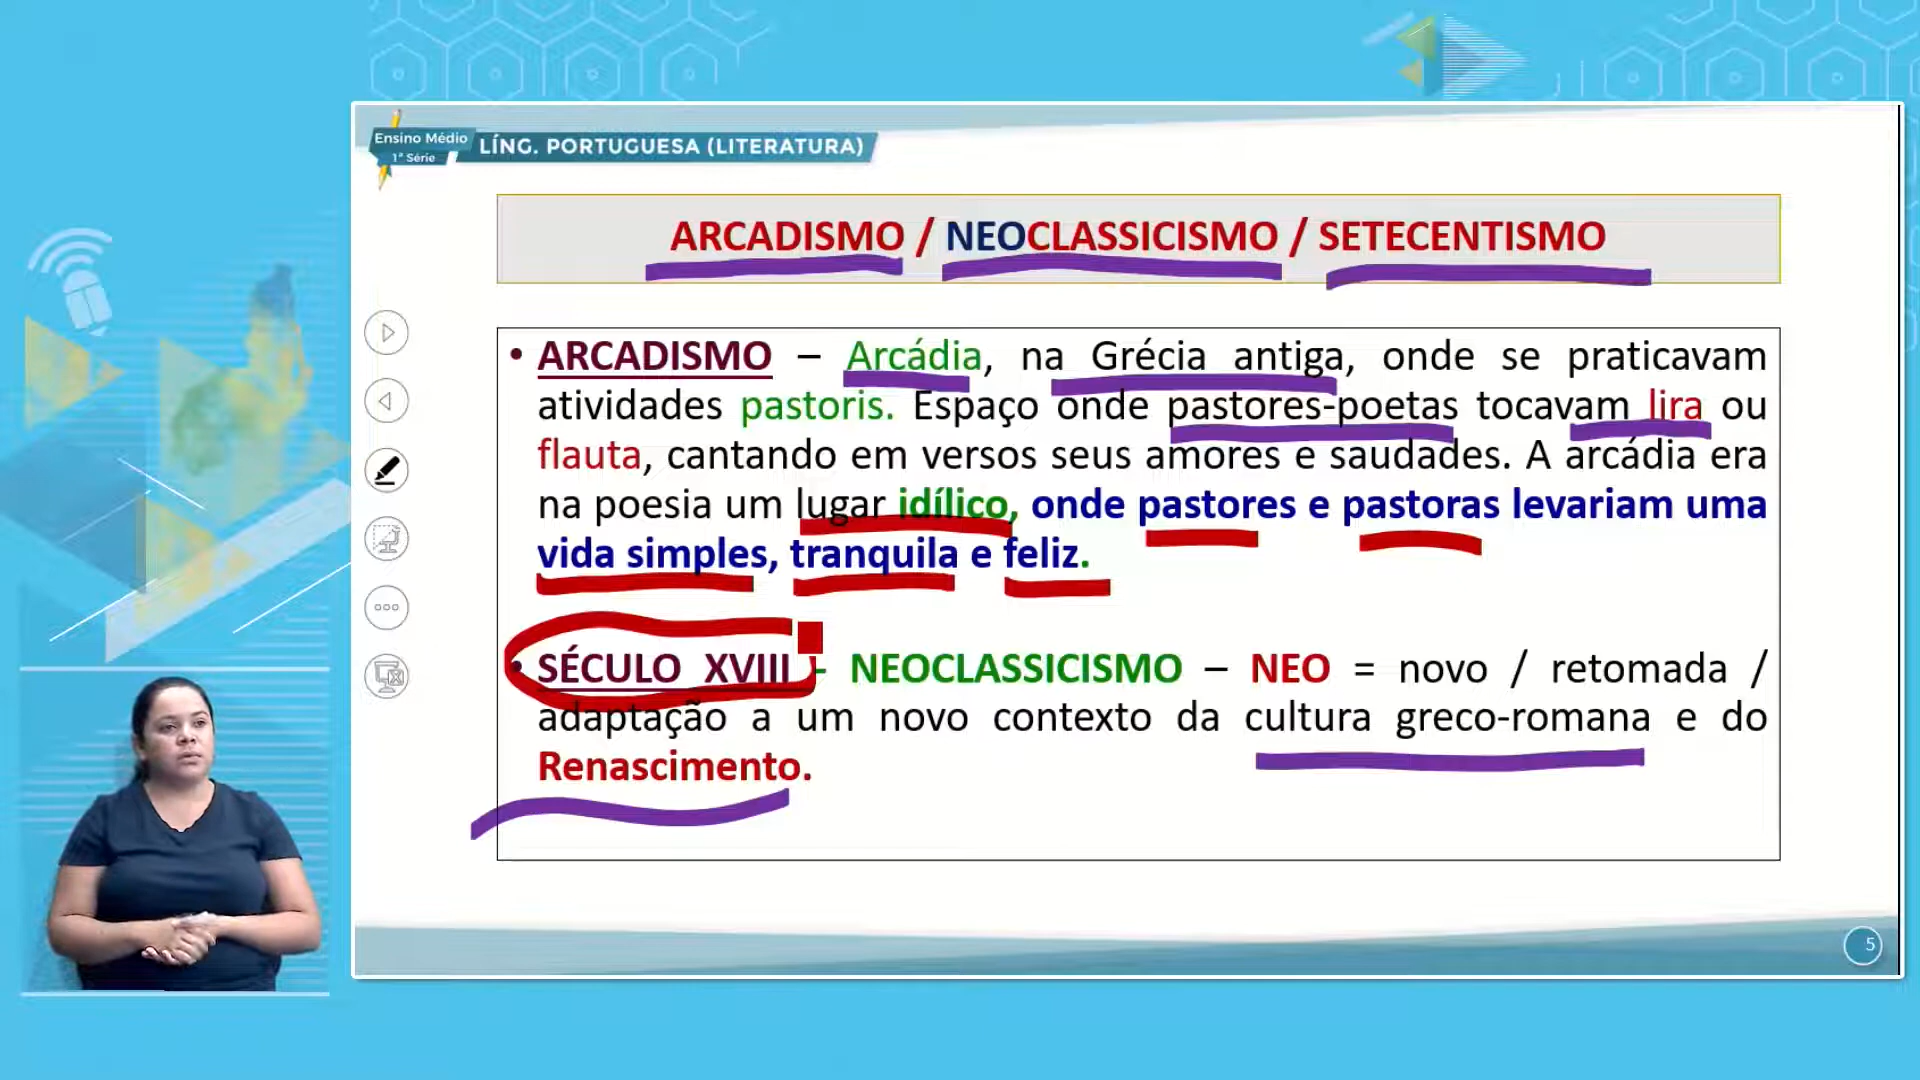 Ensino Médio
1ª Série
LÍNG. PORTUGUESA (LITERATURA)
ARCADISMO / NEOCLASSICISMO / SETECENTISMO
• ARCADISMO – Arcádia, na Grécia antiga, onde se praticavam
atividades pastoris. Espaço onde pastores-poetas tocavam lira ou
flauta, cantando em versos seus amores e saudades. A arcádia era
na poesia um lugar idílico, onde pastores e pastoras levariam uma
vida simples, tranquila e feliz.
• SÉCULO XVIII - NEOCLASSICISMO – NEO = novo / retomada /
adaptação a um novo contexto da cultura greco-romana e do
Renascimento.
5